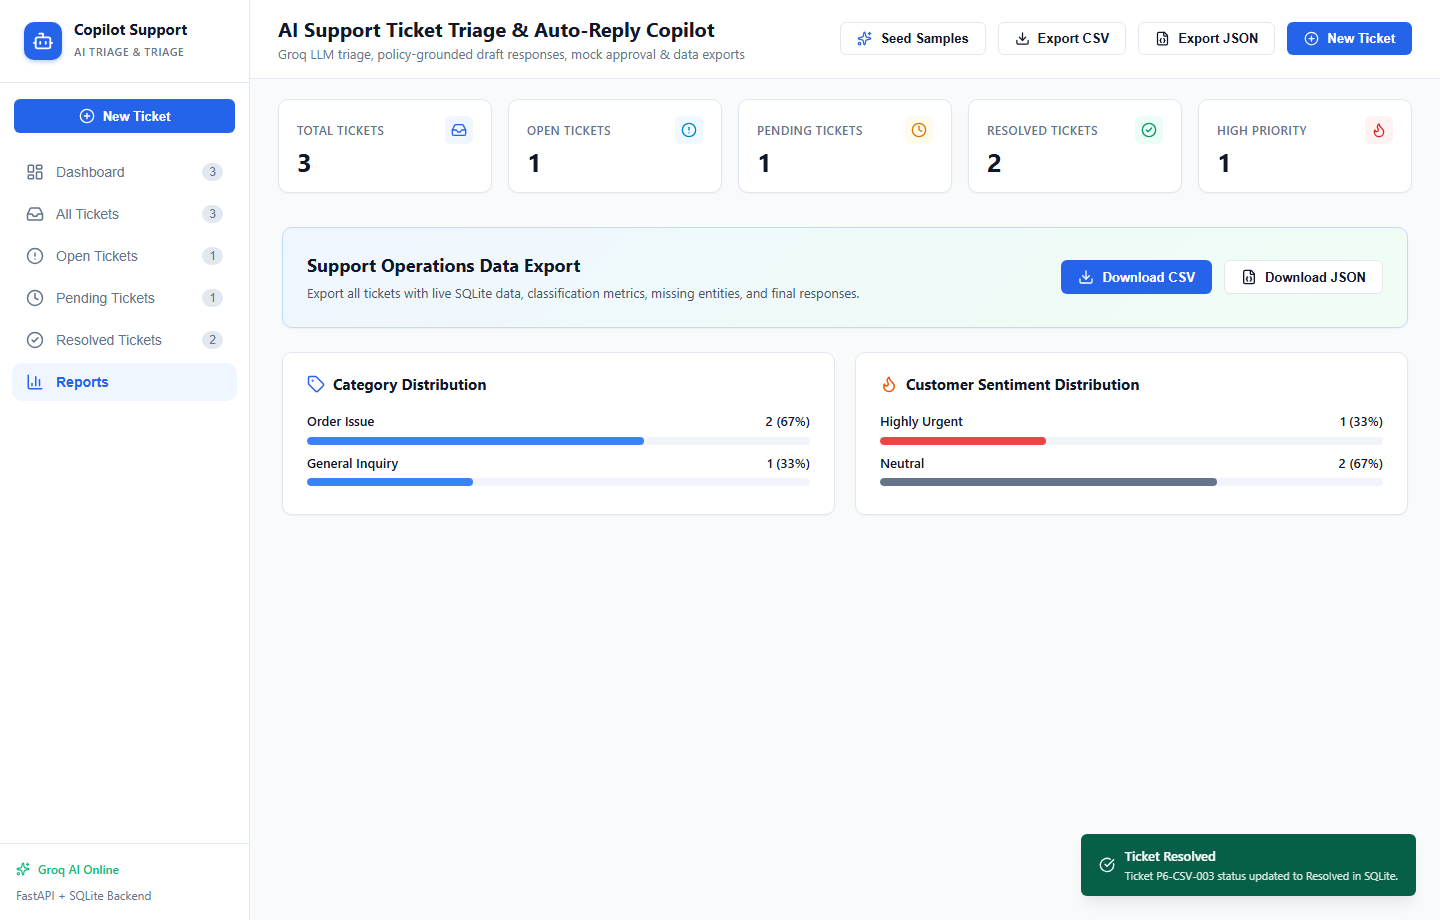 Copilot Support
AI TRIAGE & TRIAGE
New Ticket
Dashboard 3
All Tickets 3
Open Tickets 1
Pending Tickets 1
Resolved Tickets 2
Reports
Groq AI Online
FastAPI + SQLite Backend
AI Support Ticket Triage & Auto-Reply Copilot
Groq LLM triage, policy-grounded draft responses, mock approval & data exports
Seed Samples
Export CSV
Export JSON
New Ticket
TOTAL TICKETS
3
OPEN TICKETS
1
PENDING TICKETS
1
RESOLVED TICKETS
2
HIGH PRIORITY
1
Support Operations Data Export
Export all tickets with live SQLite data, classification metrics, missing entities, and final responses.
Download CSV
Download JSON
Category Distribution
Order Issue 2 (67%)
General Inquiry 1 (33%)
Customer Sentiment Distribution
Highly Urgent 1 (33%)
Neutral 2 (67%)
Ticket Resolved
Ticket P6-CSV-003 status updated to Resolved in SQLite.